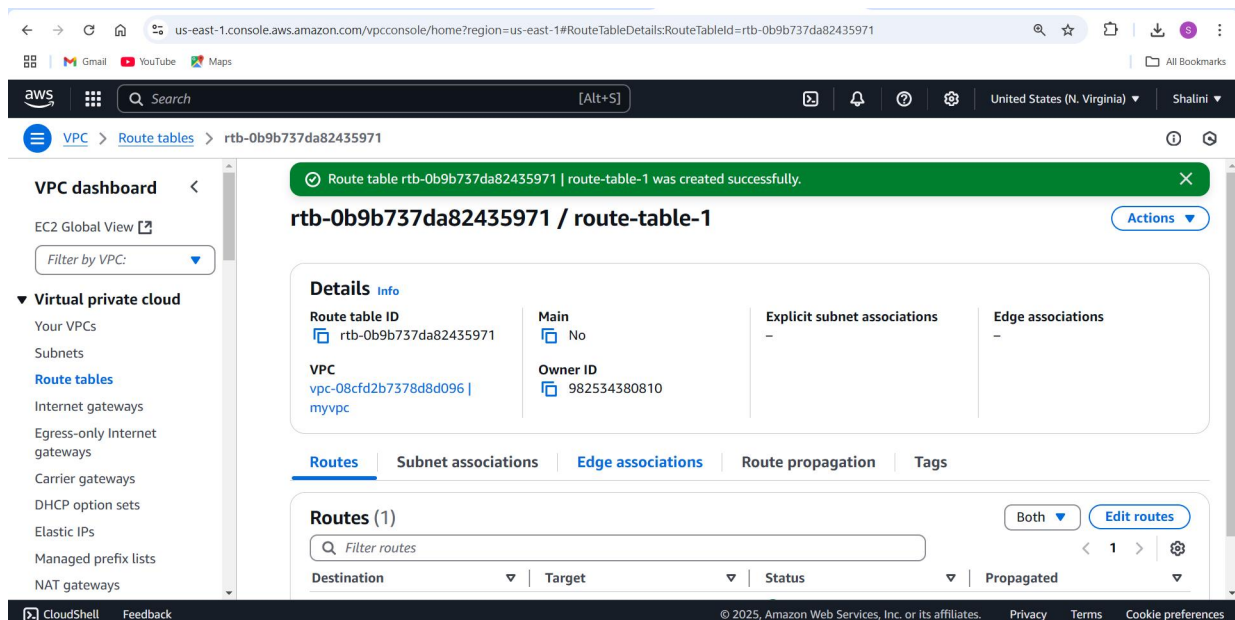 us-east-1.console.aws.amazon.com/vpcconsole/home?region=us-east-1#RouteTableDetails:RouteTableId=rtb-0b9b737da82435971
S
Gmail YouTube Maps All Bookmarks
aws Search [Alt+S] United States (N. Virginia) Shalini
VPC > Route tables > rtb-0b9b737da82435971
VPC dashboard
EC2 Global View
Filter by VPC:
Virtual private cloud
Your VPCs
Subnets
Route tables
Internet gateways
Egress-only Internet
gateways
Carrier gateways
DHCP option sets
Elastic IPs
Managed prefix lists
NAT gateways
Route table rtb-0b9b737da82435971 | route-table-1 was created successfully.
rtb-0b9b737da82435971 / route-table-1
Actions
Details Info
Route table ID
rtb-0b9b737da82435971
Main
No
Explicit subnet associations
–
Edge associations
–
VPC
vpc-08cfd2b7378d8d096 |
myvpc
Owner ID
982534380810
Routes Subnet associations Edge associations Route propagation Tags
Routes (1) Both Edit routes
Filter routes < 1 >
Destination Target Status Propagated
CloudShell Feedback © 2025, Amazon Web Services, Inc. or its affiliates. Privacy Terms Cookie preferences